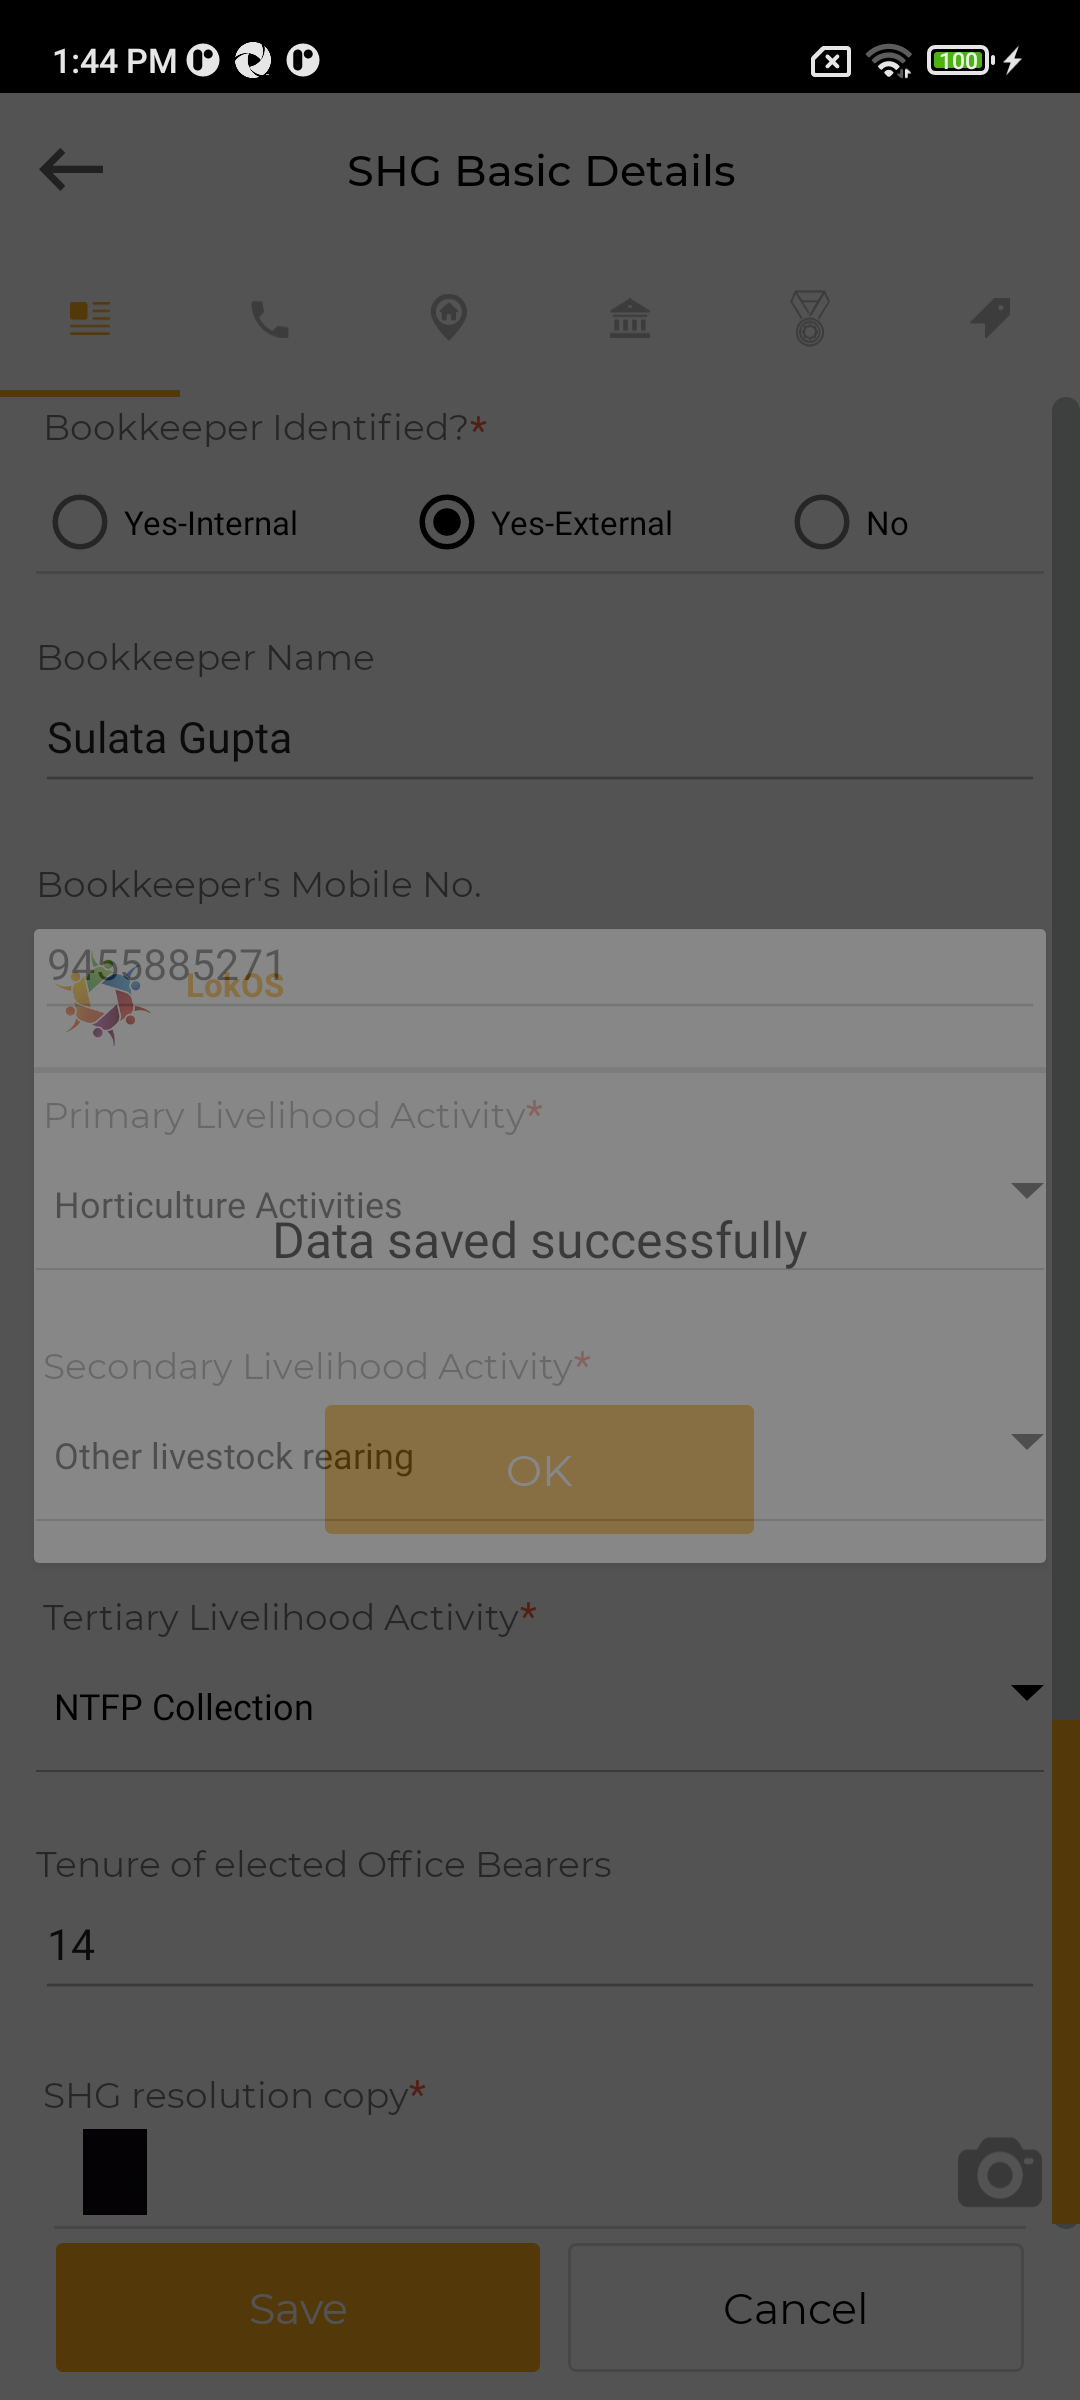 1:44 PM
100
SHG Basic Details
Bookkeeper Identified?*
Yes-Internal
Yes-External
No
Bookkeeper Name
Sulata Gupta
Bookkeeper's Mobile No.
9455885271
LokOS
Primary Livelihood Activity*
Horticulture Activities
Data saved successfully
Secondary Livelihood Activity*
Other livestock rearing
OK
Tertiary Livelihood Activity*
NTFP Collection
Tenure of elected Office Bearers
14
SHG resolution copy*
Save
Cancel